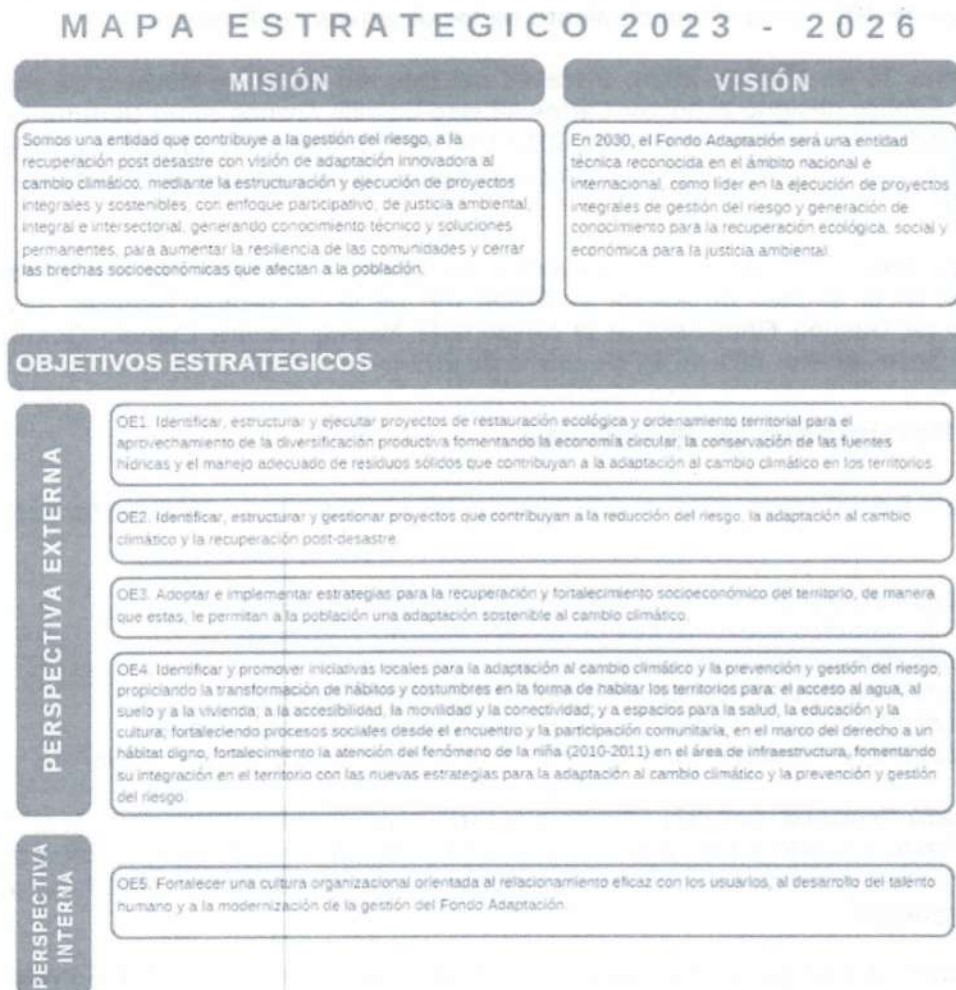 MAPA ESTRATEGICO 2023 - 2026
MISIÓN
Somos una entidad que contribuye a la gestión del riesgo, a la
recuperación post desastre con visión de adaptación innovadora al
cambio climático, mediante la estructuración y ejecución de proyectos
integrales y sostenibles, con enfoque participativo, de justicia ambiental,
integral e intersectorial, generando conocimiento técnico y soluciones
permanentes, para aumentar la resiliencia de las comunidades y cerrar
las brechas socioeconómicas que afectan a la población.
VISIÓN
En 2030, el Fondo Adaptación será una entidad
técnica reconocida en el ámbito nacional e
internacional, como líder en la ejecución de proyectos
integrales de gestión del riesgo y generación de
conocimiento para la recuperación ecológica, social y
económica para la justicia ambiental.
OBJETIVOS ESTRATEGICOS
PERSPECTIVA EXTERNA
OE1. Identificar, estructurar y ejecutar proyectos de restauración ecológica y ordenamiento territorial para el
aprovechamiento de la diversificación productiva fomentando la economía circular, la conservación de las fuentes
hídricas y el manejo adecuado de residuos sólidos que contribuyan a la adaptación al cambio climático en los territorios.
OE2. Identificar, estructurar y gestionar proyectos que contribuyan a la reducción del riesgo, la adaptación al cambio
climático y la recuperación post-desastre.
OE3. Adoptar e implementar estrategias para la recuperación y fortalecimiento socioeconómico del territorio, de manera
que estas, le permitan a la población una adaptación sostenible al cambio climático.
OE4. Identificar y promover iniciativas locales para la adaptación al cambio climático y la prevención y gestión del riesgo,
propiciando la transformación de hábitos y costumbres en la forma de habitar los territorios para: el acceso al agua, al
suelo y a la vivienda; a la accesibilidad, la movilidad y la conectividad; y a espacios para la salud, la educación y la
cultura; fortaleciendo procesos sociales desde el encuentro y la participación comunitaria, en el marco del derecho a un
hábitat digno, fortalecimiento la atención del fenómeno de la niña (2010-2011) en el área de infraestructura, fomentando
su integración en el territorio con las nuevas estrategias para la adaptación al cambio climático y la prevención y gestión
del riesgo.
PERSPECTIVA
INTERNA
OE5. Fortalecer una cultura organizacional orientada al relacionamiento eficaz con los usuarios, al desarrollo del talento
humano y a la modernización de la gestión del Fondo Adaptación.